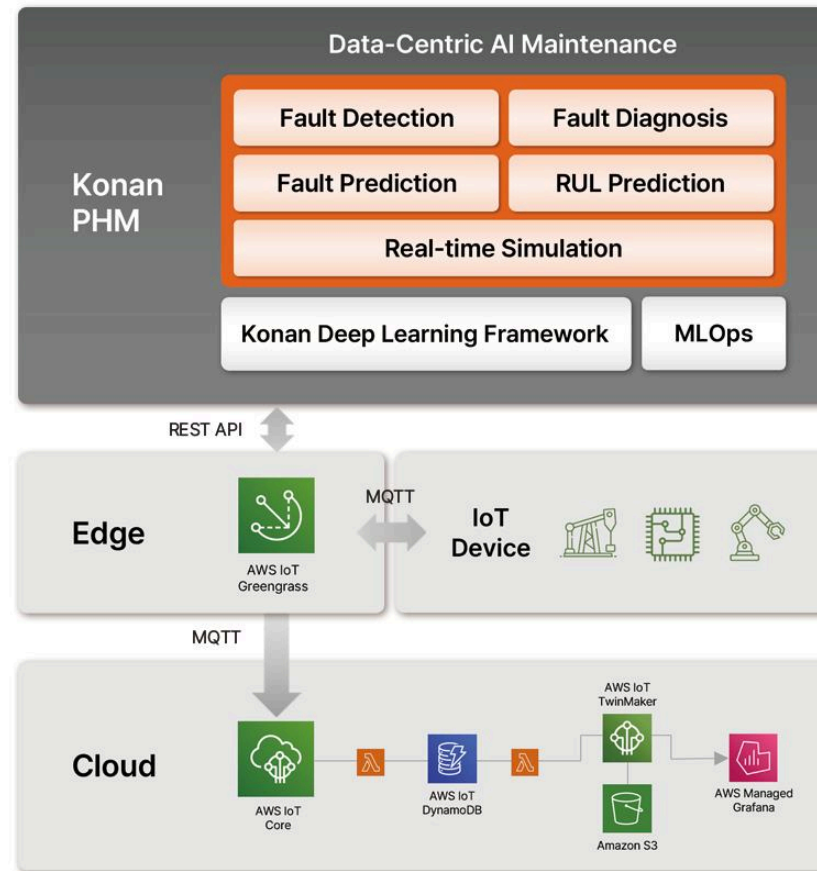 Data-Centric AI Maintenance
Konan
PHM
Fault Detection
Fault Diagnosis
Fault Prediction
RUL Prediction
Real-time Simulation
Konan Deep Learning Framework
MLOps
REST API
Edge
AWS IoT
Greengrass
MQTT
IoT
Device
MQTT
Cloud
AWS IoT
Core
λ
AWS IoT
DynamoDB
λ
AWS IoT
TwinMaker
Amazon S3
AWS Managed
Grafana